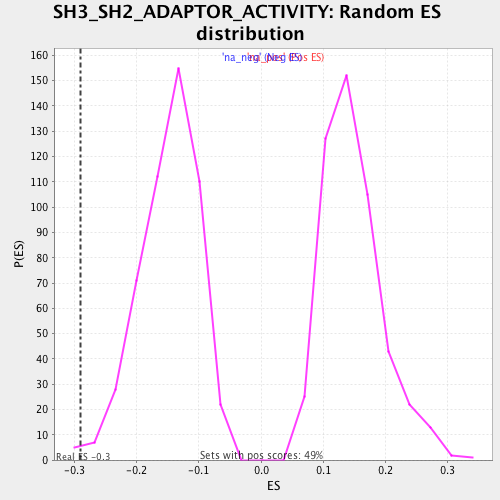 SH3_SH2_ADAPTOR_ACTIVITY: Random ES
distribution
'na_neg' (Neg ES)
'na_pos' (Pos ES)
160
150
140
130
120
110
100
90
80
70
60
50
40
30
20
10
0
P(ES)
Real ES -0.3
Sets with pos scores: 49%
-0.3 -0.2 -0.1 0.0 0.1 0.2 0.3
ES